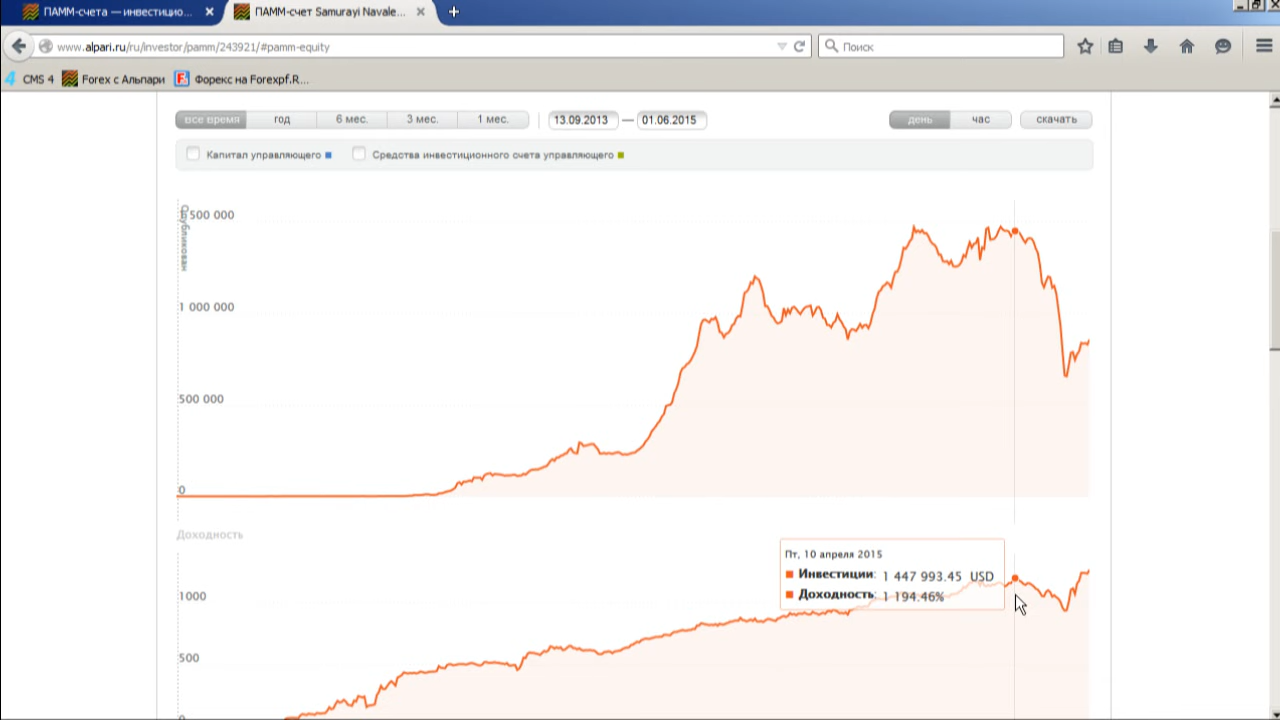 ПАММ-счета — инвестицио...
ПАММ-счет Samurayi Navale...
www.alpari.ru/ru/investor/pamm/243921/#pamm-equity
Поиск
CMS 4
Forex с Альпари
Форекс на Forexpf.R...
все время
год
6 мес.
3 мес.
1 мес.
13.09.2013 — 01.06.2015
день
час
скачать
Капитал управляющего
Средства инвестиционного счета управляющего
Опубликован
1 500 000
1 000 000
500 000
0
Доходность
Пт, 10 апреля 2015
Инвестиции: 1 447 993.45 USD
Доходность: 1 194.46%
1000
500
0